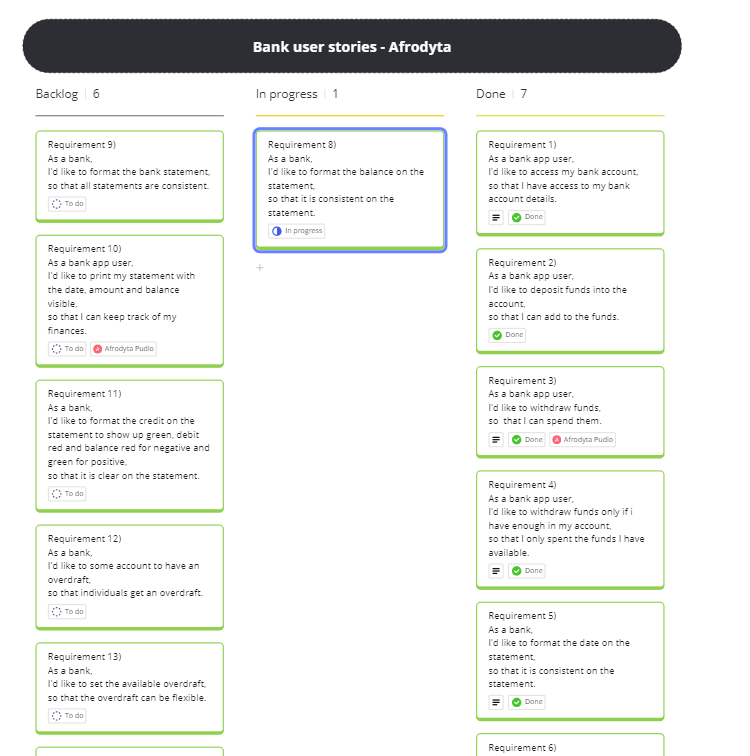 Bank user stories - Afrodyta
Backlog 6
Requirement 9)
As a bank,
I'd like to format the bank statement,
so that all statements are consistent.
To do
Requirement 10)
As a bank app user,
I'd like to print my statement with
the date, amount and balance
visible,
so that I can keep track of my
finances.
To do Afrodyta Pudlo
Requirement 11)
As a bank,
I'd like to format the credit on the
statement to show up green, debit
red and balance red for negative and
green for positive,
so that it is clear on the statement.
To do
Requirement 12)
As a bank,
I'd like to some account to have an
overdraft,
so that individuals get an overdraft.
To do
Requirement 13)
As a bank,
I'd like to set the available overdraft,
so that the overdraft can be flexible.
To do
In progress 1
Requirement 8)
As a bank,
I'd like to format the balance on the
statement,
so that it is consistent on the
statement.
In progress
+
Done 7
Requirement 1)
As a bank app user,
I'd like to access my bank account,
so that I have access to my bank
account details.
Done
Requirement 2)
As a bank app user,
I'd like to deposit funds into the
account,
so that I can add to the funds.
Done
Requirement 3)
As a bank app user,
I'd like to withdraw funds,
so that I can spend them.
Done Afrodyta Pudlo
Requirement 4)
As a bank app user,
I'd like to withdraw funds only if i
have enough in my account,
so that I only spent the funds I have
available.
Done
Requirement 5)
As a bank,
I'd like to format the date on the
statement,
so that it is consistent on the
statement.
Done
Requirement 6)